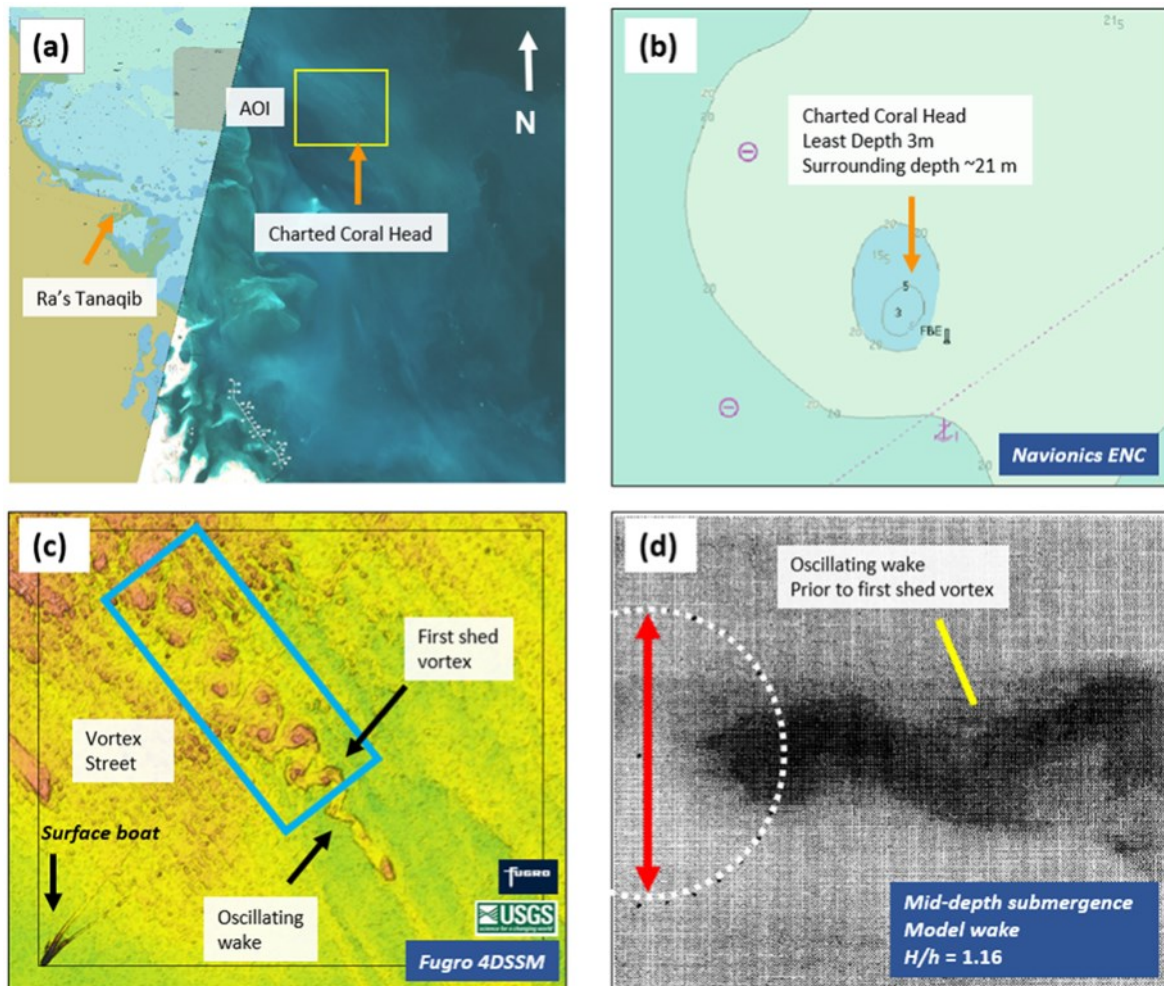 (a)
AOI
N
Charted Coral Head
Ra's Tanaqib
(b)
21₅
Charted Coral Head
Least Depth 3m
Surrounding depth ~21 m
20
20
20
20
15₅
5
3
20
20
20
20
20
20
Navionics ENC
(c)
First shed
vortex
Vortex
Street
Surface boat
Oscillating
wake
FUGRO
USGS
science for a changing world
Fugro 4DSSM
(d)
Oscillating wake
Prior to first shed vortex
Mid-depth submergence
Model wake
H/h = 1.16